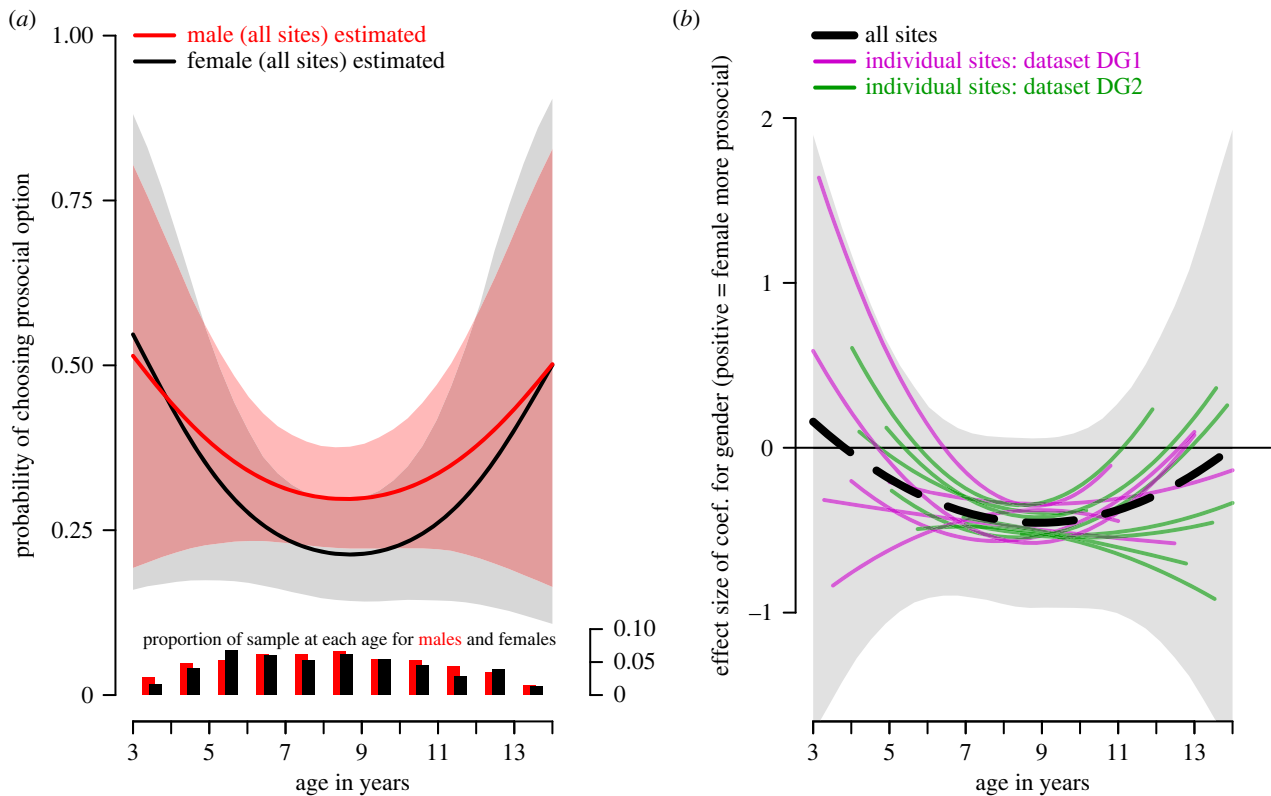 (a)
male (all sites) estimated
female (all sites) estimated
1.00
0.75
0.50
0.25
0
probability of choosing prosocial option
proportion of sample at each age for males and females
0.10
0.05
0
3 5 7 9 11 13
age in years
(b)
all sites
individual sites: dataset DG1
individual sites: dataset DG2
2
1
0
–1
effect size of coef. for gender (positive = female more prosocial)
3 5 7 9 11 13
age in years